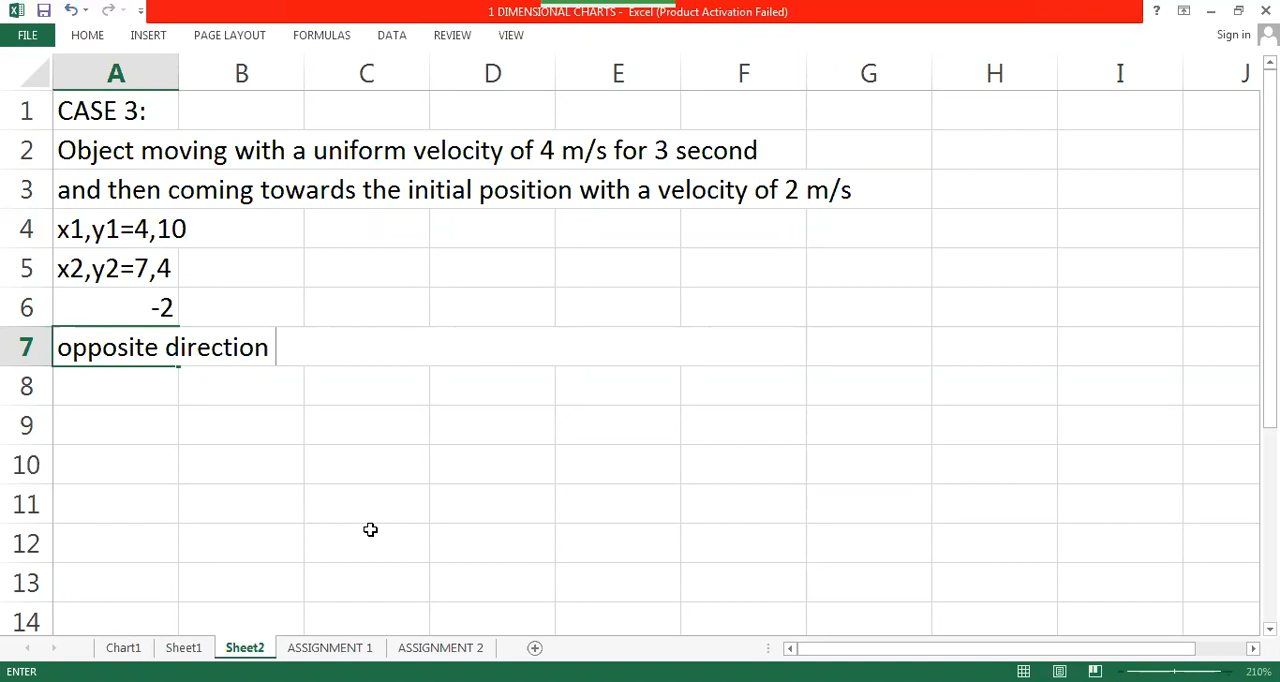 1 DIMENSIONAL CHARTS - Excel (Product Activation Failed)
?
FILE HOME INSERT PAGE LAYOUT FORMULAS DATA REVIEW VIEW Sign in
A B C D E F G H I J
1 CASE 3:
2 Object moving with a uniform velocity of 4 m/s for 3 second
3 and then coming towards the initial position with a velocity of 2 m/s
4 x1,y1=4,10
5 x2,y2=7,4
6 -2
7 opposite direction
8
9
10
11
12
13
14
Chart1 Sheet1 Sheet2 ASSIGNMENT 1 ASSIGNMENT 2
ENTER 210%